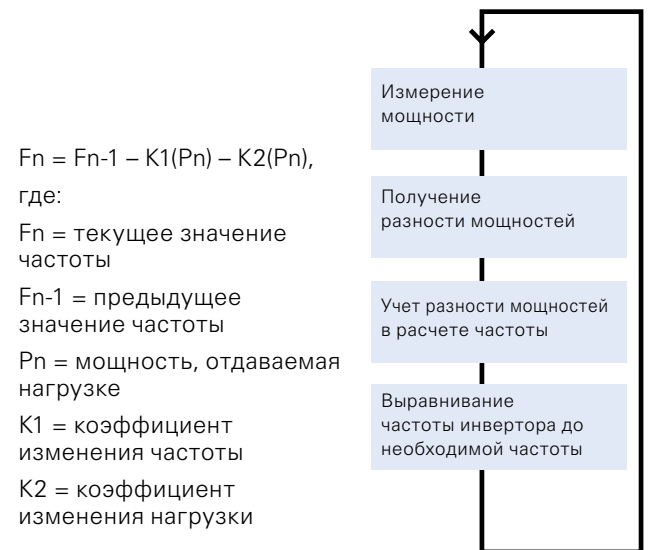 Fn = Fn-1 – K1(Pn) – K2(Pn),
где:
Fn = текущее значение
частоты
Fn-1 = предыдущее
значение частоты
Pn = мощность, отдаваемая
нагрузке
K1 = коэффициент
изменения частоты
K2 = коэффициент
изменения нагрузки
Измерение
мощности
Получение
разности мощностей
Учет разности мощностей
в расчете частоты
Выравнивание
частоты инвертора до
необходимой частоты